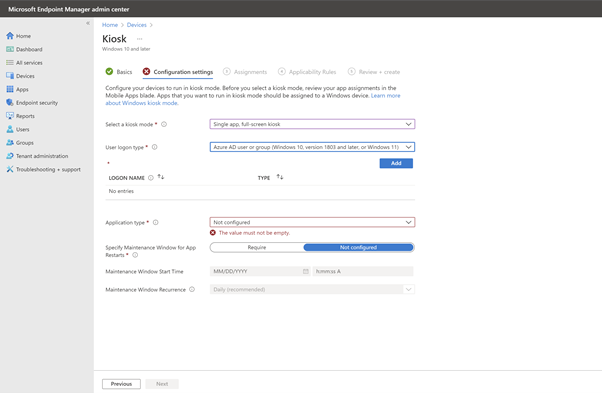 Microsoft Endpoint Manager admin center
Home
Dashboard
All services
Devices
Apps
Endpoint security
Reports
Users
Groups
Tenant administration
Troubleshooting + support
Home > Devices >
Kiosk ...
Windows 10 and later
Basics
Configuration settings
3 Assignments
4 Applicability Rules
5 Review + create
Configure your devices to run in kiosk mode. Before you select a kiosk mode, review your app assignments in the
Mobile Apps blade. Apps that you want to run in kiosk mode should be assigned to a Windows device. Learn more
about Windows kiosk mode.
Select a kiosk mode * Single app, full-screen kiosk
User logon type * Azure AD user or group (Windows 10, version 1803 and later, or Windows 11)
* Add
LOGON NAME TYPE
No entries
Application type * Not configured
The value must not be empty.
Specify Maintenance Window for App Require Not configured
Restarts *
Maintenance Window Start Time MM/DD/YYYY h:mm:ss A
Maintenance Window Recurrence Daily (recommended)
Previous Next